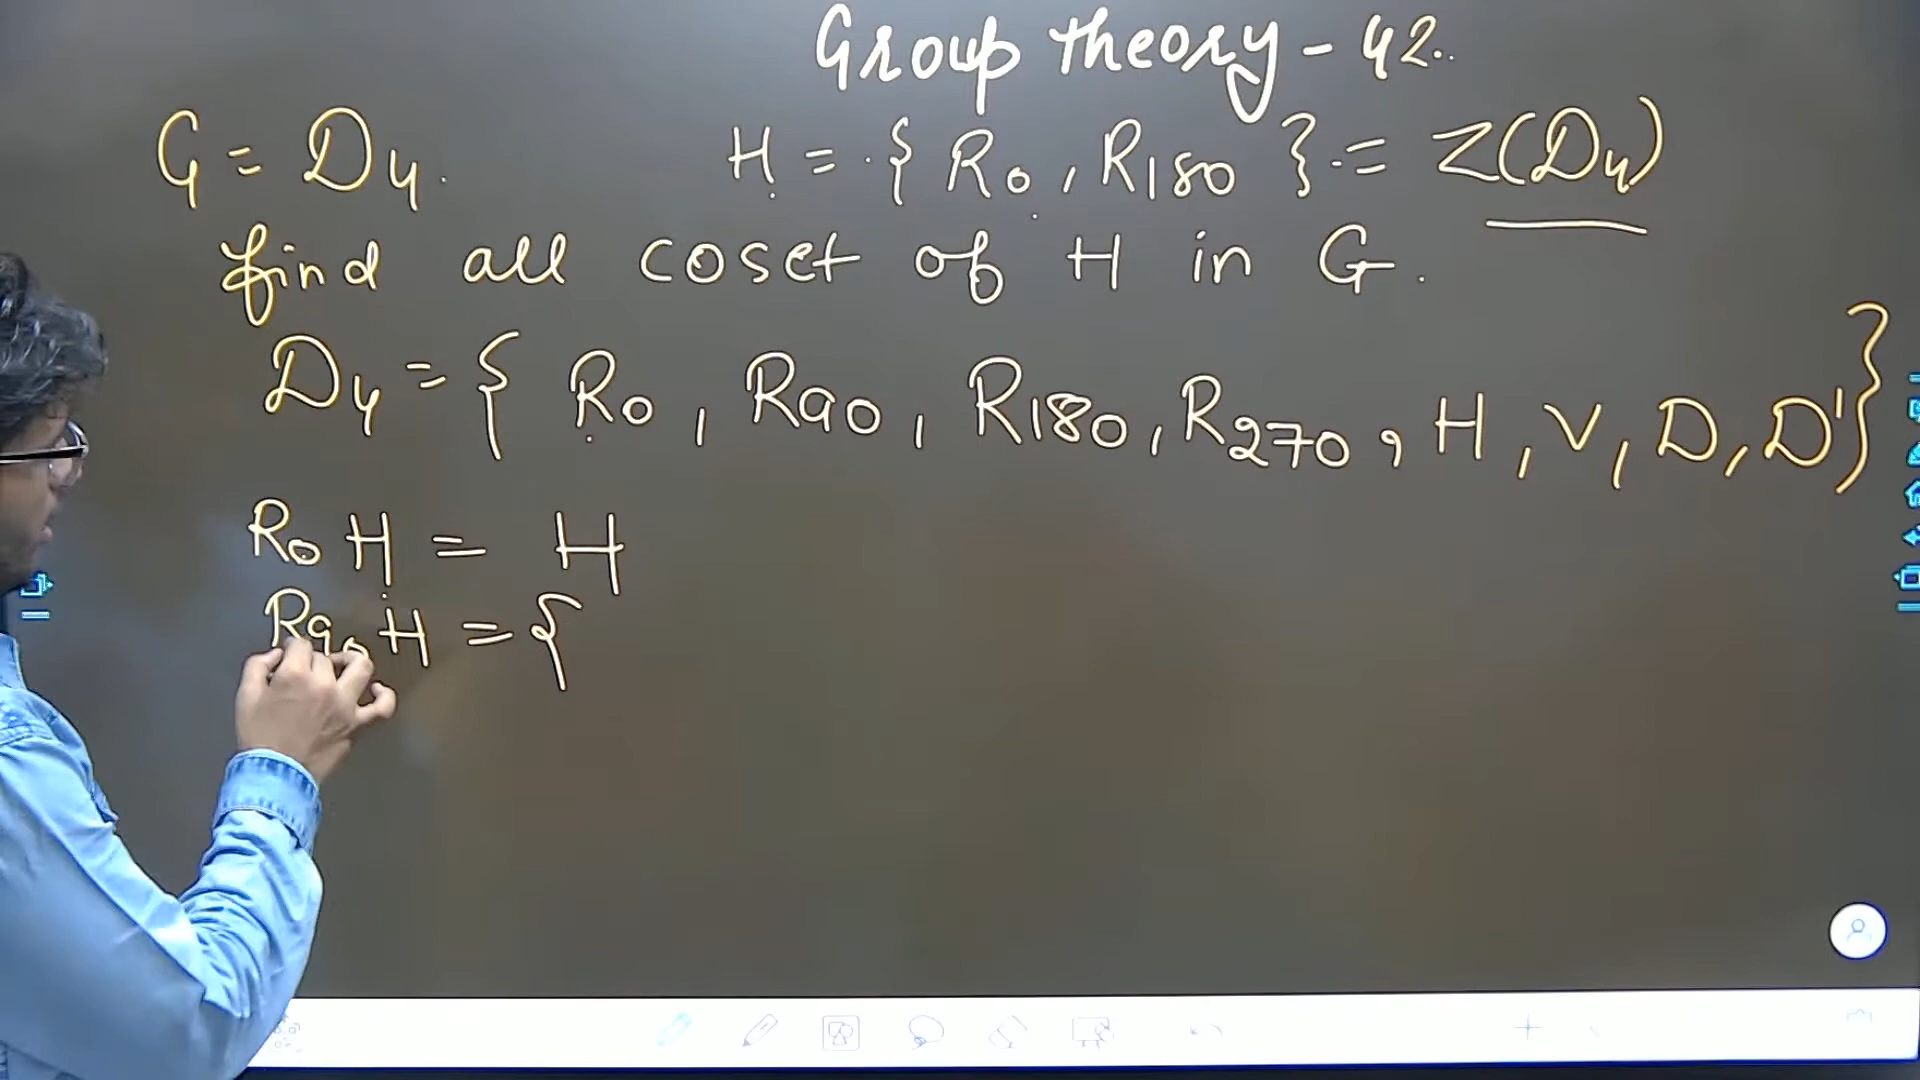 Group theory - 42..
G = D4. H = { R0, R180 } = Z(D4)
find all coset of H in G.
D4 = { R0, R90, R180, R270, H, V, D, D' }
R0 H = H
R90 H = {